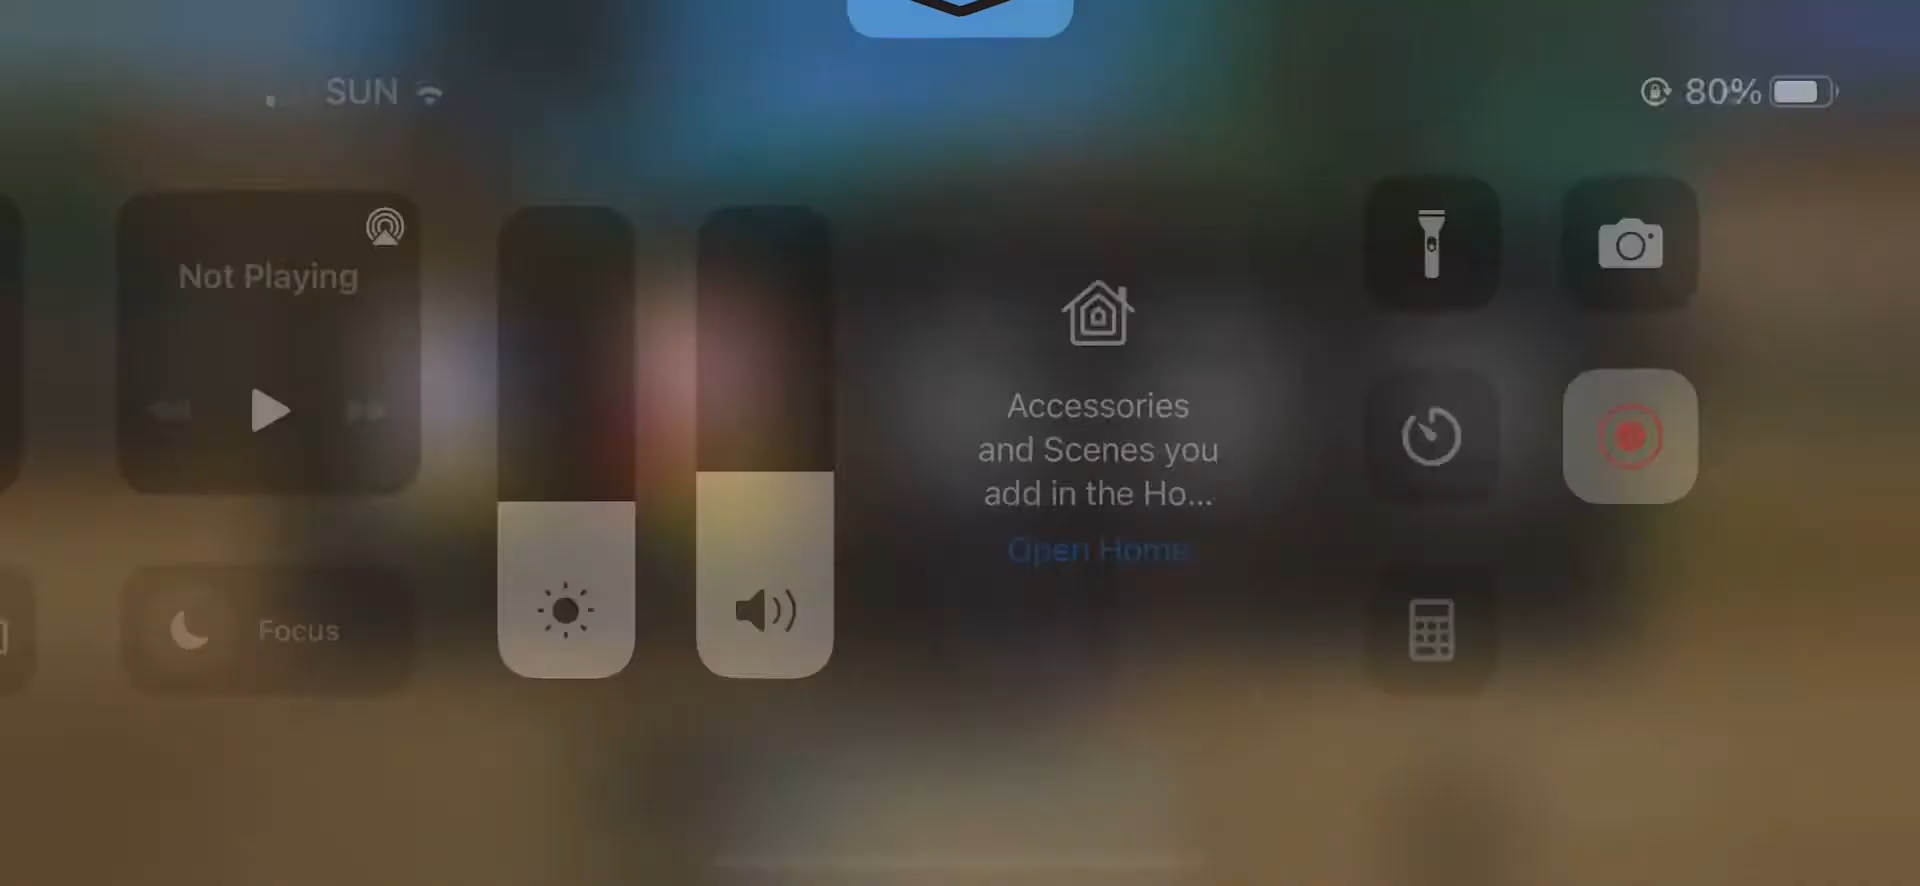 SUN
80%
Not Playing
Accessories
and Scenes you
add in the Ho...
Open Home
Focus